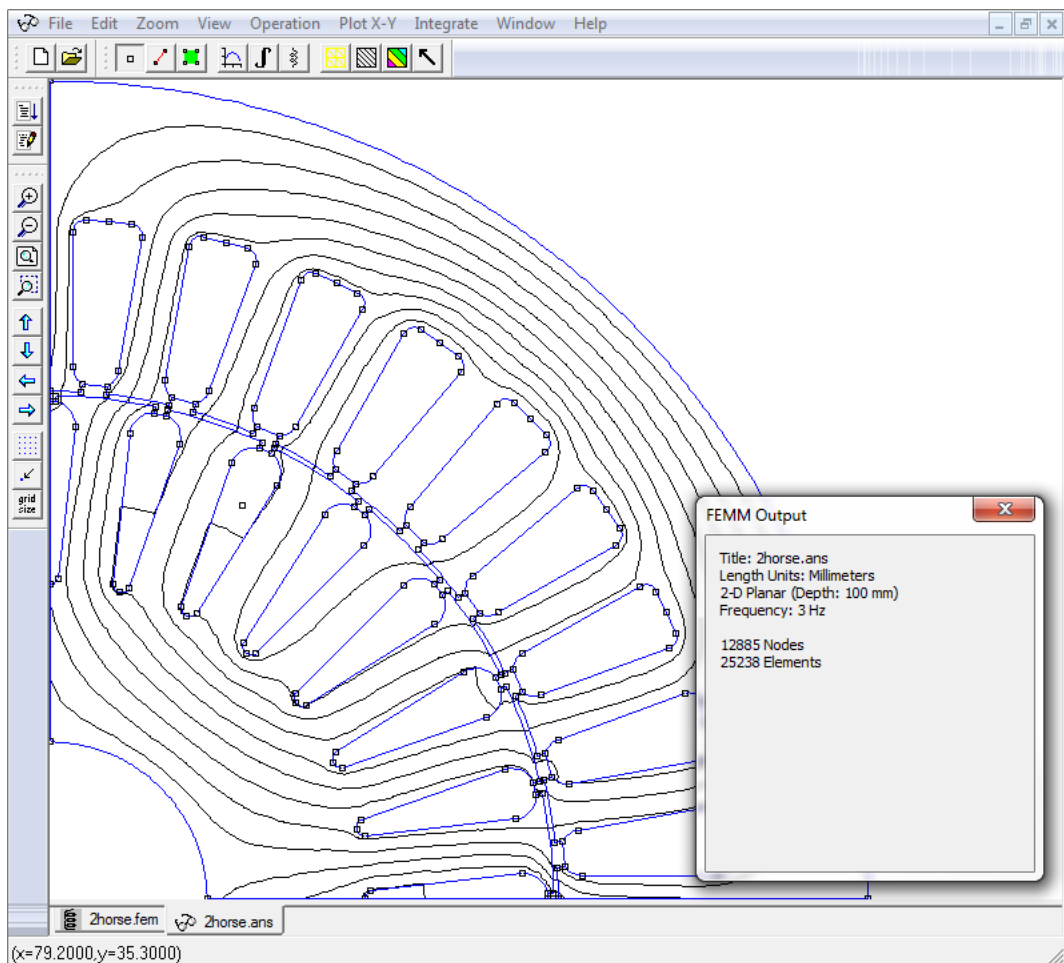 File Edit Zoom View Operation Plot X-Y Integrate Window Help
grid
size
FEMM Output
Title: 2horse.ans
Length Units: Millimeters
2-D Planar (Depth: 100 mm)
Frequency: 3 Hz
12885 Nodes
25238 Elements
2horse.fem 2horse.ans
(x=79.2000,y=35.3000)